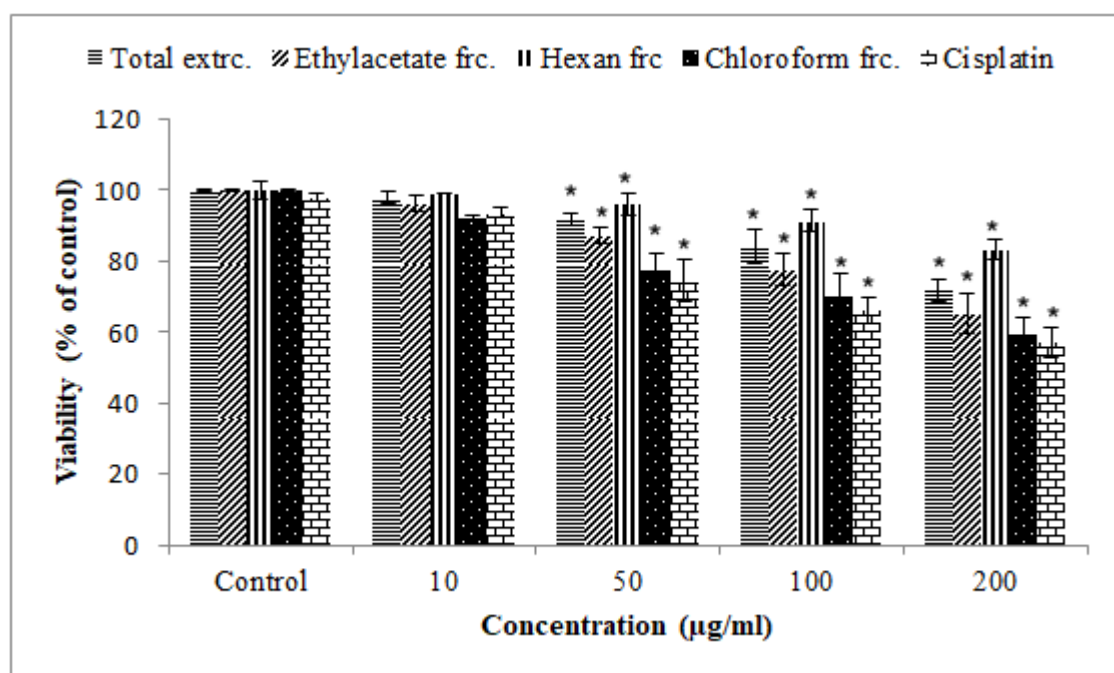 Total extrc. Ethylacetate frc. Hexan frc Chloroform frc. Cisplatin
120
100
80
60
40
20
0
Viability (% of control)
* * * * *
* * * * *
* * * * *
Control 10 50 100 200
Concentration (µg/ml)